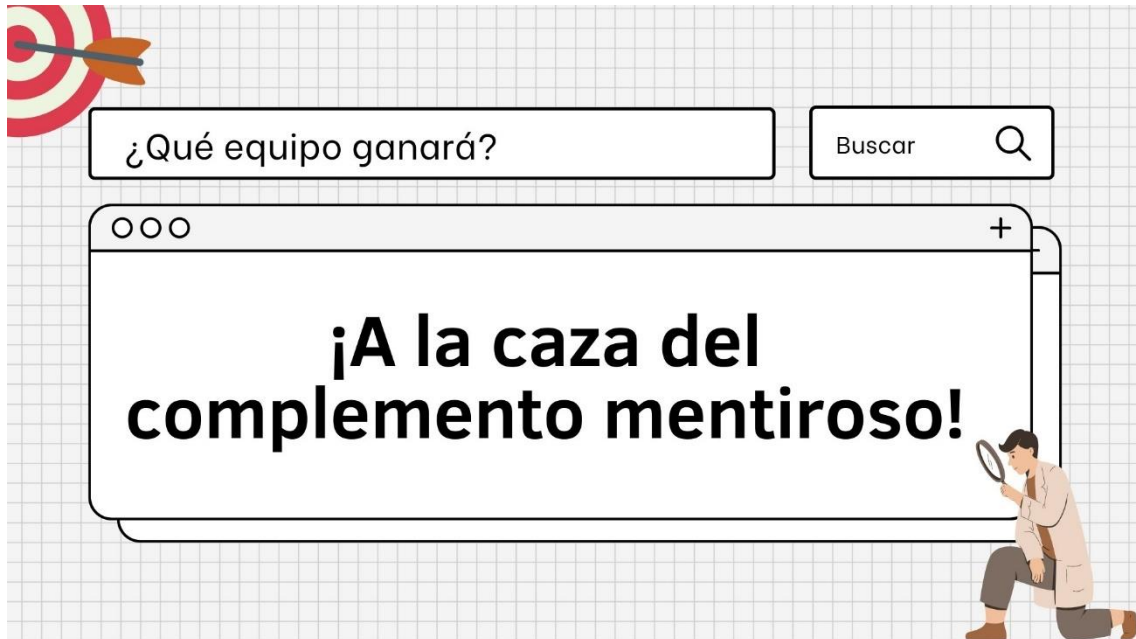 ¿Qué equipo ganará?
Buscar
¡A la caza del
complemento mentiroso!